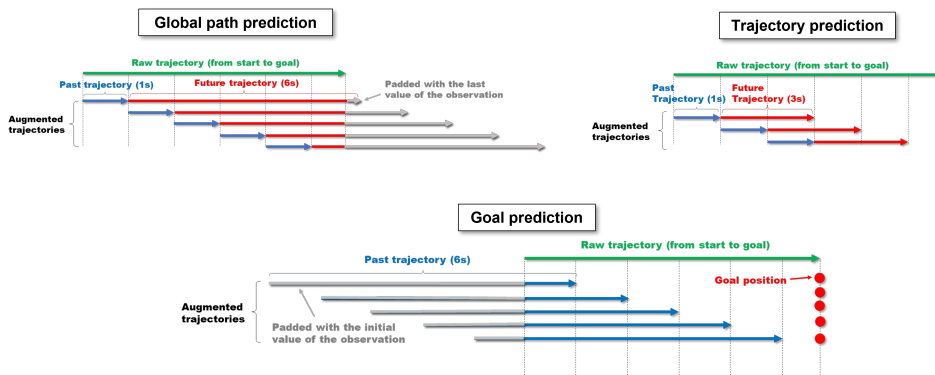 Global path prediction
Raw trajectory (from start to goal)
Past trajectory (1s)
Future trajectory (6s)
Padded with the last
value of the observation
Augmented
trajectories
Trajectory prediction
Raw trajectory (from start to goal)
Past
Trajectory (1s)
Future
Trajectory (3s)
Augmented
trajectories
Goal prediction
Raw trajectory (from start to goal)
Past trajectory (6s)
Goal position
Augmented
trajectories
Padded with the initial
value of the observation